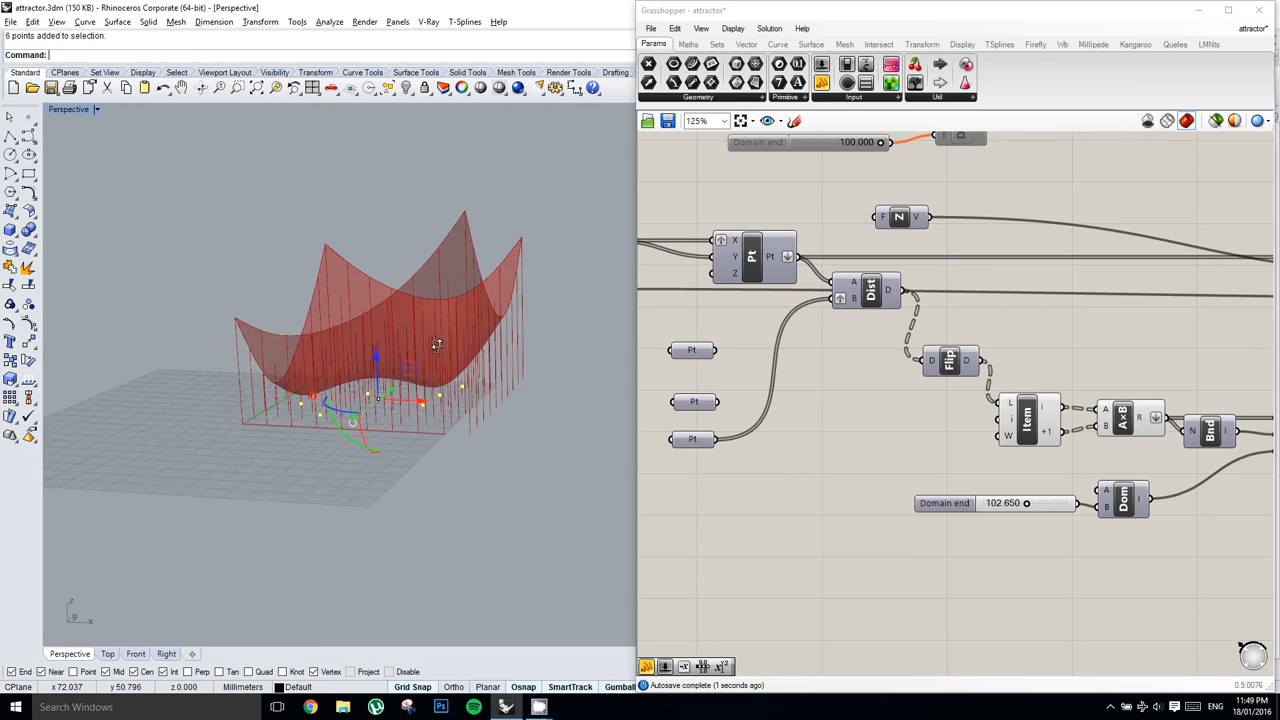 attractor.3dm (150 KB) - Rhinoceros Corporate (64-bit) - [Perspective]
File Edit View Curve Surface Solid Mesh Dimension Transform Tools Analyze Render Panels V-Ray T-Splines Help
6 points added to selection.
Command:
Standard CPlanes Set View Display Select Viewport Layout Visibility Transform Curve Tools Surface Tools Solid Tools Mesh Tools Render Tools Drafting
Perspective
z
y x
Perspective Top Front Right
End Near Point Mid Cen Int Perp Tan Quad Knot Vertex Project Disable
CPlane x 72.037 y 50.796 z 0.000 Millimeters Default Grid Snap Ortho Planar Osnap SmartTrack Gumball
Grasshopper - attractor*
File Edit View Display Solution Help attractor*
Params Maths Sets Vector Curve Surface Mesh Intersect Transform Display TSplines Firefly Wb Millipede Kangaroo Quelea LMNts
Geometry Primitive Input Util
125%
Domain end 100.000
F Z V
X Y Z Pt Pt
A B Dist D
Pt
D Flip D
Pt
L i W Item i +1
A B A×B R
N Bnd I
Pt
Domain end 102.650
A B Dom I
Autosave complete (1 seconds ago)
0.9.0076
Search Windows
ENG
11:49 PM
18/01/2016